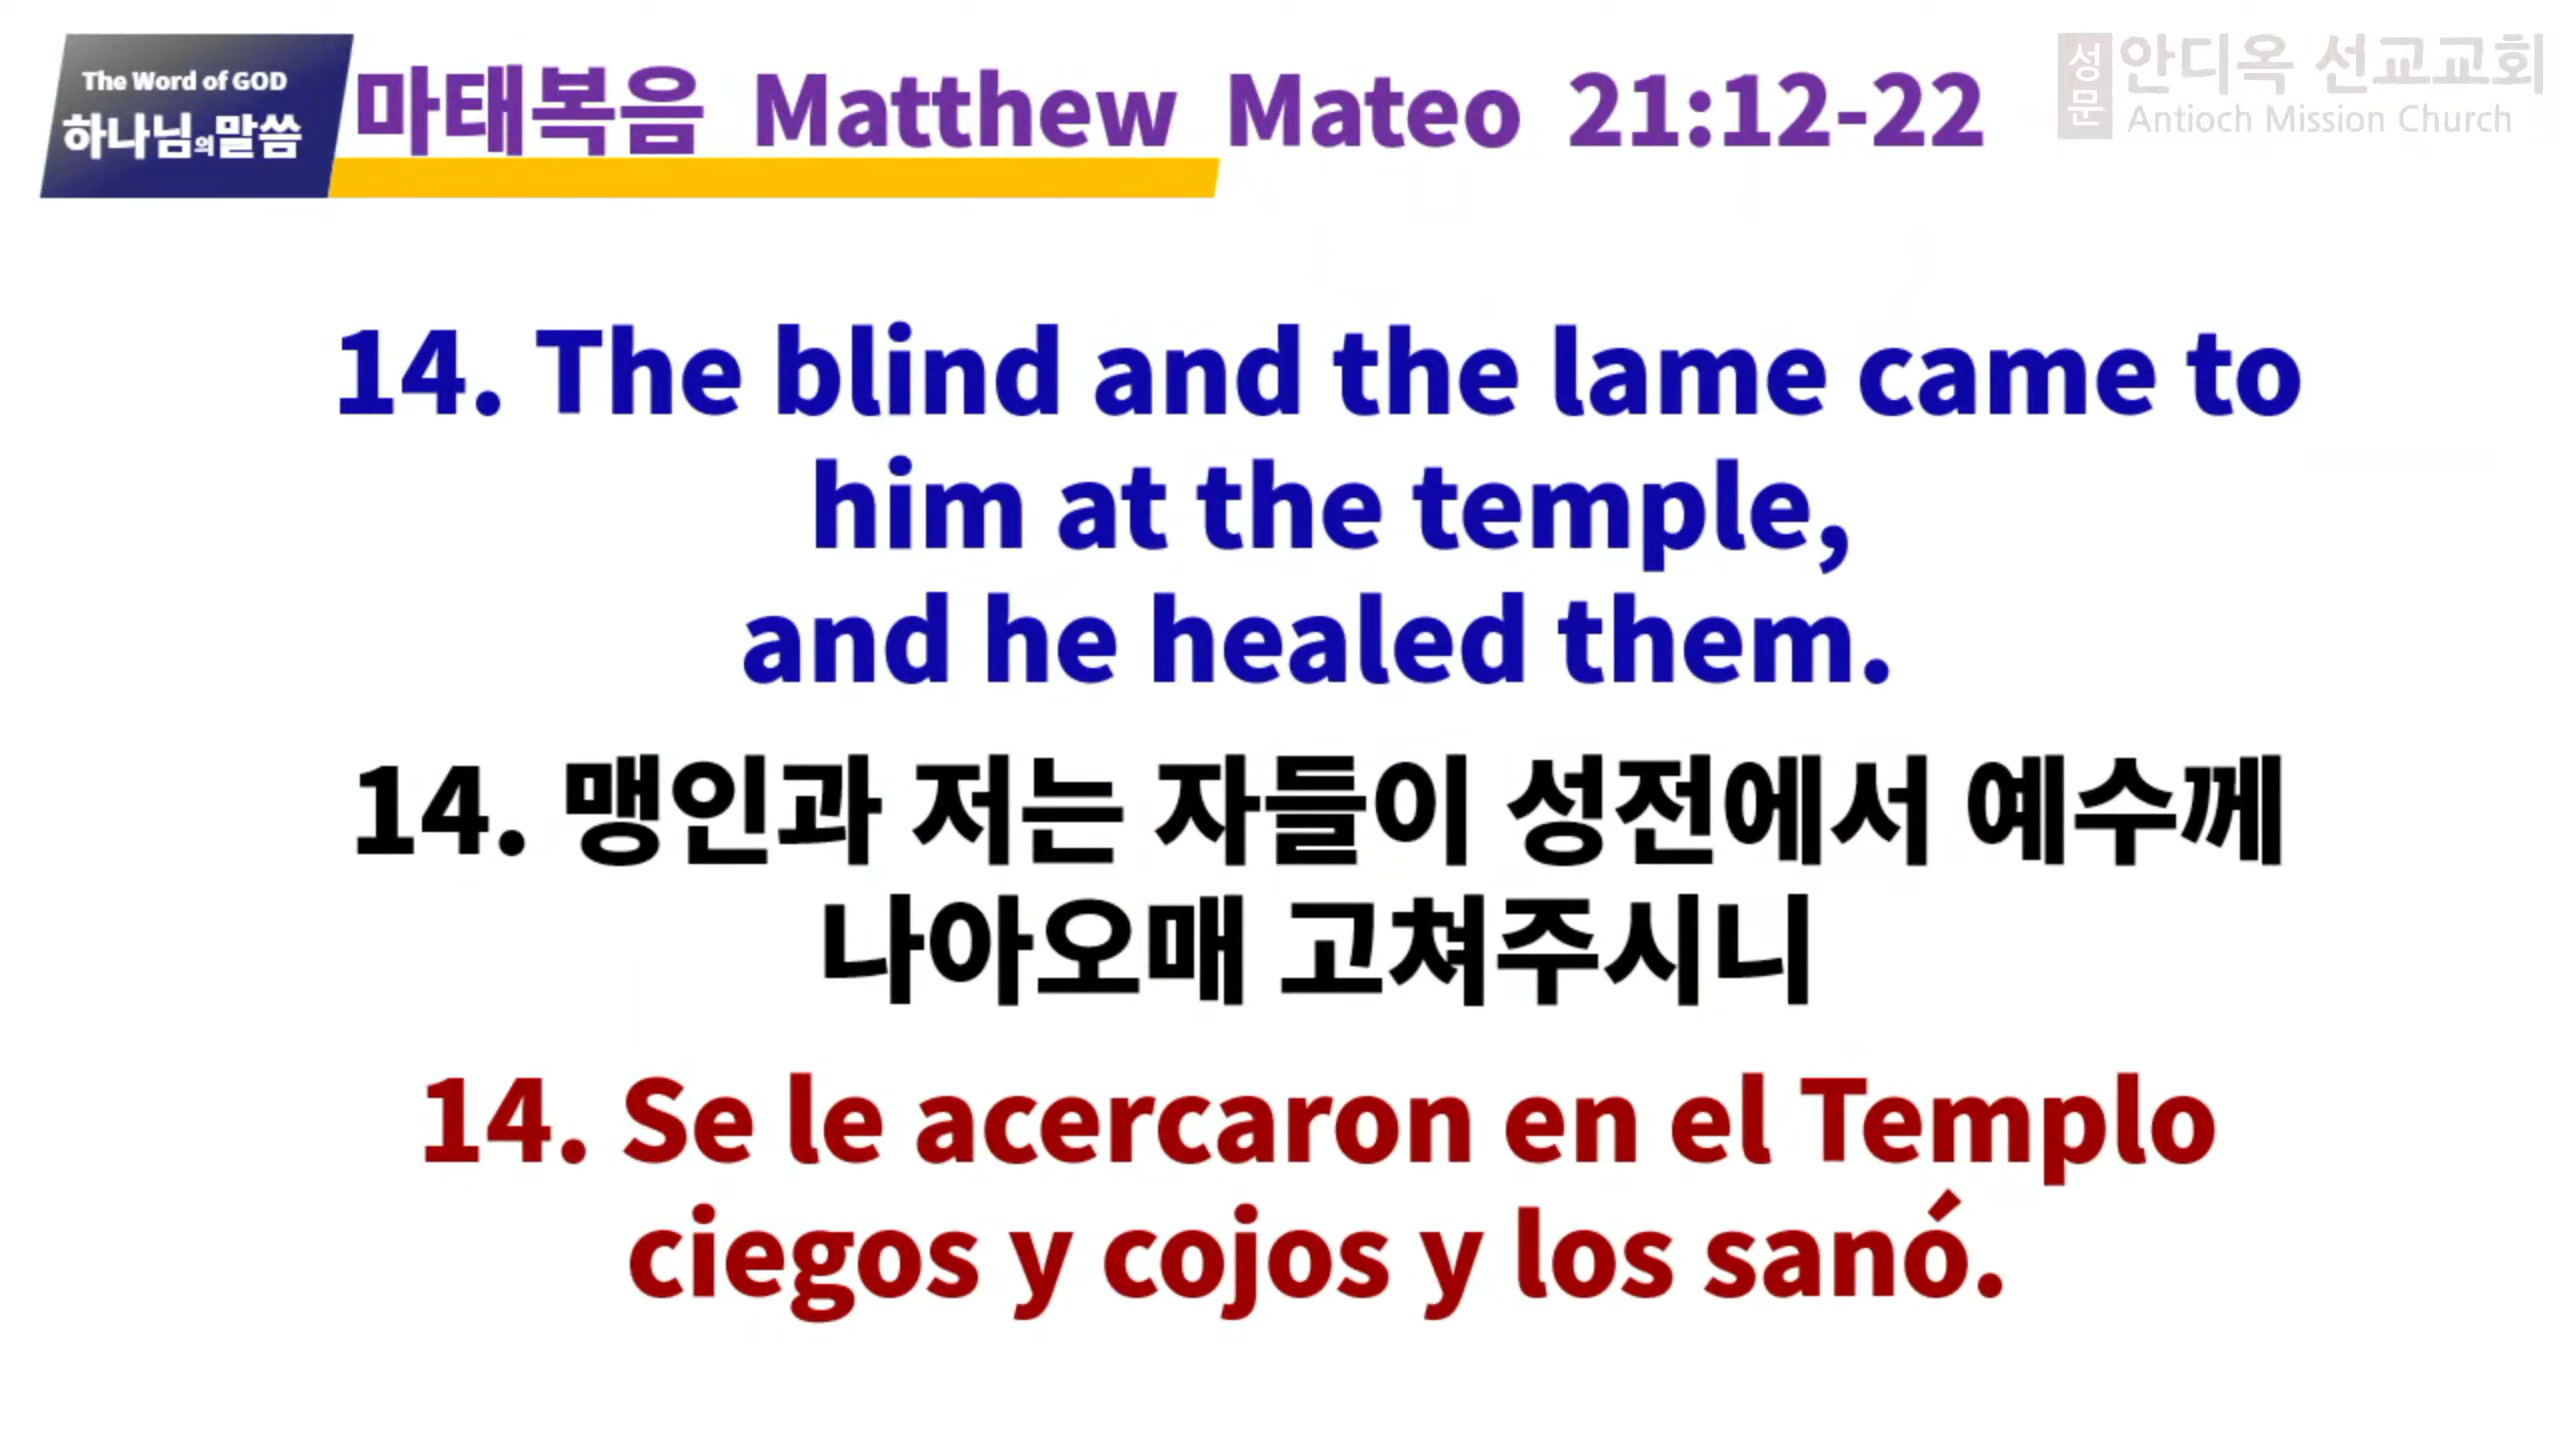 The Word of GOD
하나님의말씀
마태복음 Matthew Mateo 21:12-22
성문
안디옥 선교교회
Antioch Mission Church
14. The blind and the lame came to
him at the temple,
and he healed them.
14. 맹인과 저는 자들이 성전에서 예수께
나아오매 고쳐주시니
14. Se le acercaron en el Templo
ciegos y cojos y los sanó.